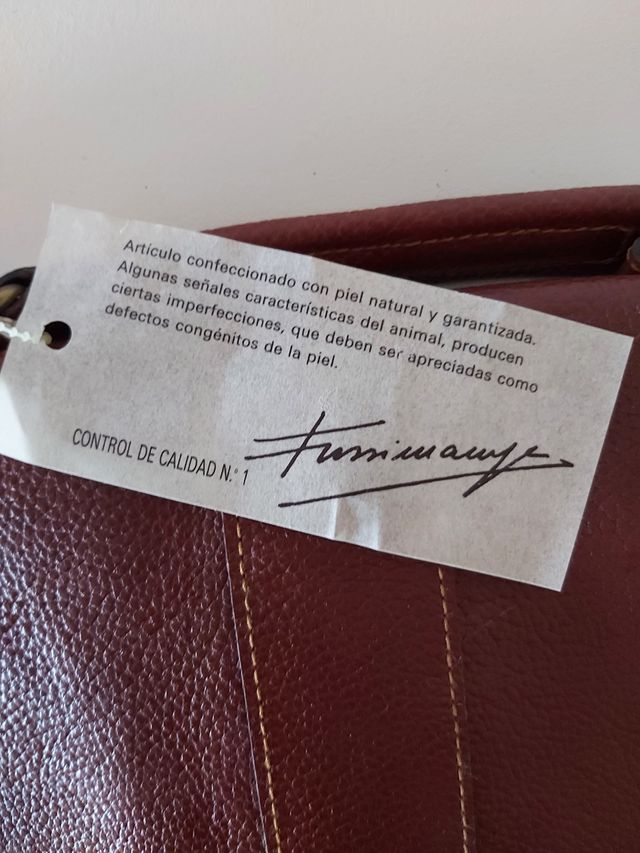 Artículo confeccionado con piel natural y garantizada.
Algunas señales características del animal, producen
ciertas imperfecciones, que deben ser apreciadas como
defectos congénitos de la piel.
CONTROL DE CALIDAD N.º 1